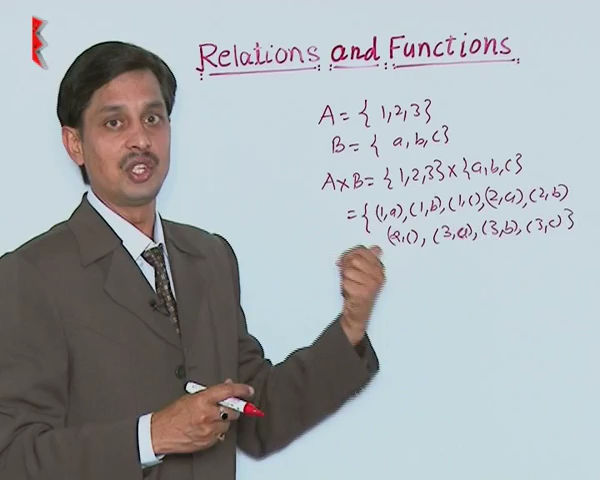 Relations and Functions
A = { 1,2,3}
B = { a, b, c}
A×B = { 1,2,3} × {a, b, c}
= { (1,a), (1,b), (1,c), (2,a), (2,b)
(2,c), (3,a), (3,b), (3,c) }